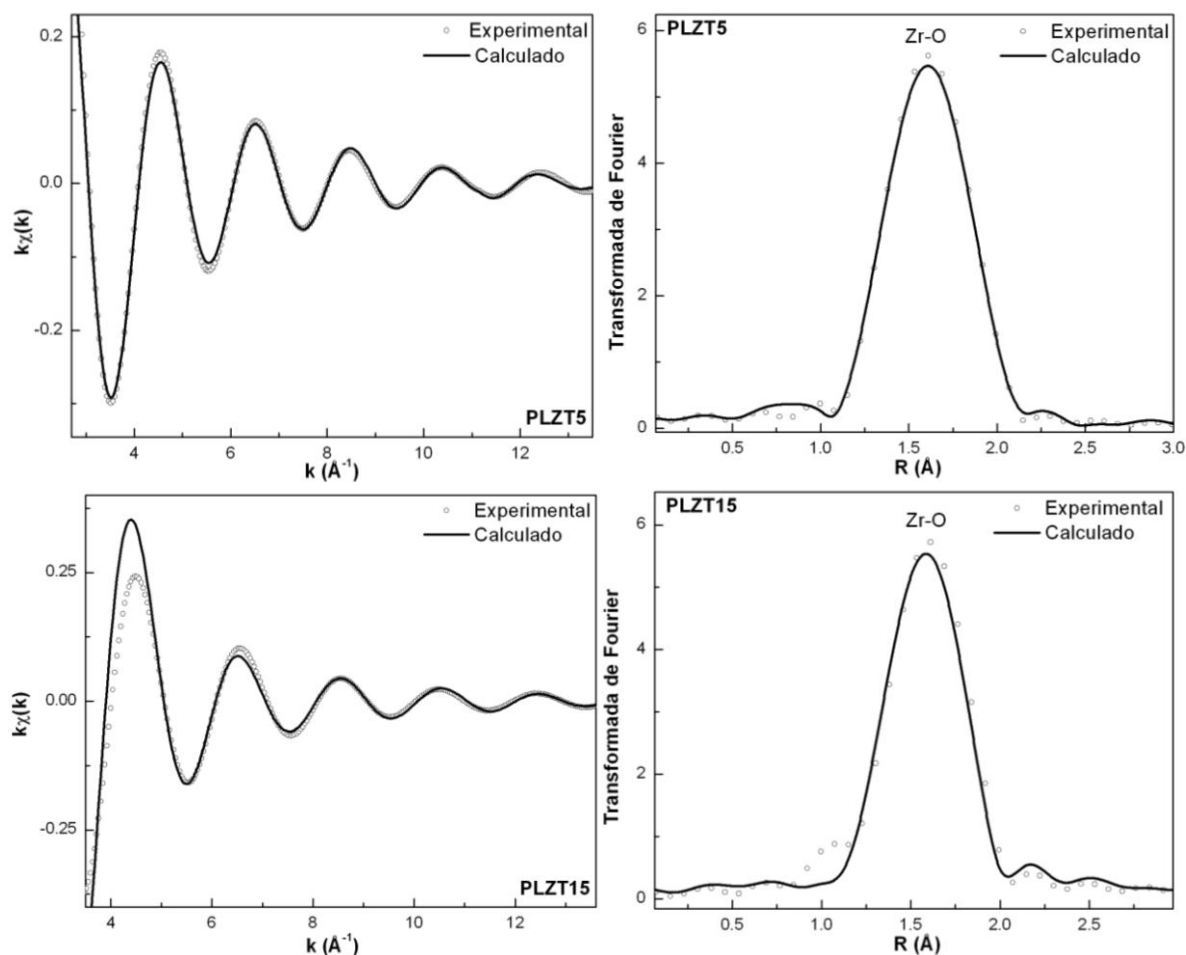 0.2
0.0
-0.2
kχ(k)
Experimental
Calculado
PLZT5
4 6 8 10 12
k (Å⁻¹)
PLZT5
Zr-O
Experimental
Calculado
6
4
2
0
Transformada de Fourier
0.5 1.0 1.5 2.0 2.5 3.0
R (Å)
0.25
0.00
-0.25
kχ(k)
Experimental
Calculado
PLZT15
4 6 8 10 12
k (Å⁻¹)
PLZT15
Zr-O
Experimental
Calculado
6
4
2
0
Transformada de Fourier
0.5 1.0 1.5 2.0 2.5
R (Å)